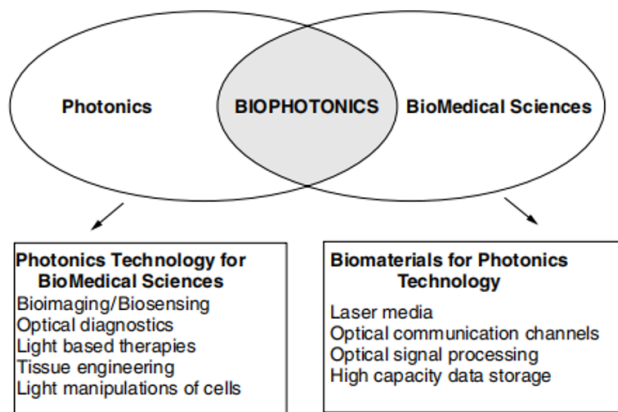 Photonics
BIOPHOTONICS
BioMedical Sciences
Photonics Technology for
BioMedical Sciences
Bioimaging/Biosensing
Optical diagnostics
Light based therapies
Tissue engineering
Light manipulations of cells
Biomaterials for Photonics
Technology
Laser media
Optical communication channels
Optical signal processing
High capacity data storage